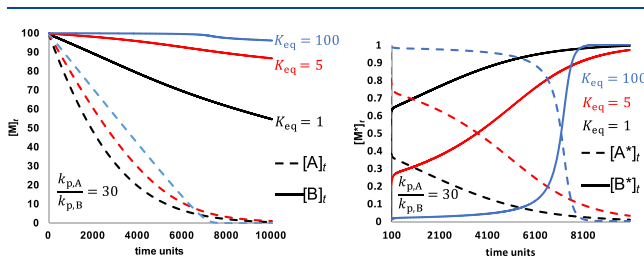 100
90
80
70
60
50
40
30
20
10
0
[M]t
0 2000 4000 6000 8000 10000
time units
Keq = 100
Keq = 5
Keq = 1
[A]t
[B]t
kp,A
kp,B
= 30
1
0.9
0.8
0.7
0.6
0.5
0.4
0.3
0.2
0.1
0
[M*]t
100 2100 4100 6100 8100
time units
Keq = 100
Keq = 5
Keq = 1
[A*]t
[B*]t
kp,A
kp,B
= 30